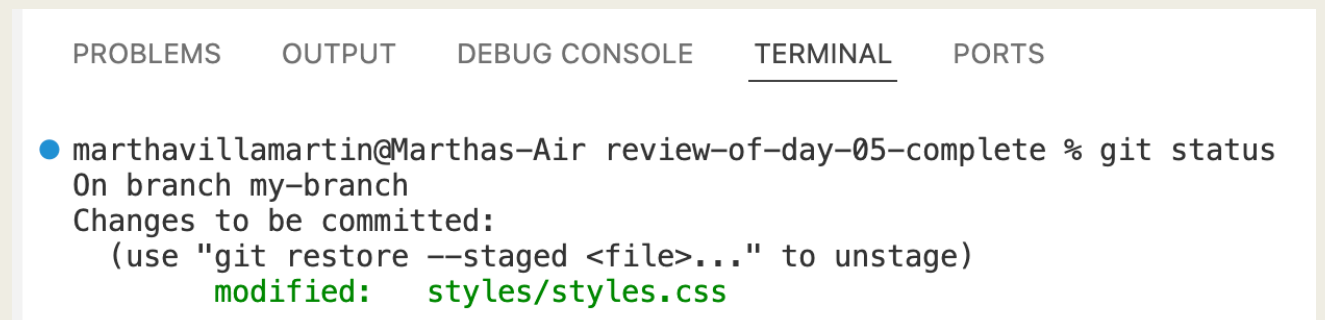 PROBLEMS OUTPUT DEBUG CONSOLE TERMINAL PORTS
marthavillamartin@Marthas-Air review-of-day-05-complete % git status
On branch my-branch
Changes to be committed:
  (use "git restore --staged <file>..." to unstage)
        modified:   styles/styles.css